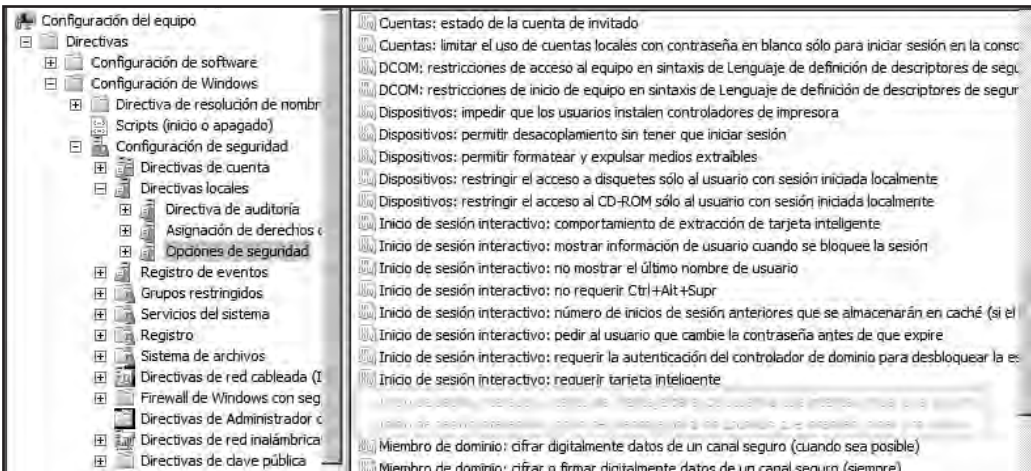 Configuración del equipo
Directivas
Configuración de software
Configuración de Windows
Directiva de resolución de nombr
Scripts (inicio o apagado)
Configuración de seguridad
Directivas de cuenta
Directivas locales
Directiva de auditoría
Asignación de derechos
Opciones de seguridad
Registro de eventos
Grupos restringidos
Servicios del sistema
Registro
Sistema de archivos
Directivas de red cableada (I
Firewall de Windows con seg
Directivas de Administrador
Directivas de red inalámbrica
Directivas de clave pública
Cuentas: estado de la cuenta de invitado
Cuentas: limitar el uso de cuentas locales con contraseña en blanco sólo para iniciar sesión en la consc
DCOM: restricciones de acceso al equipo en sintaxis de Lenguaje de definición de descriptores de segu
DCOM: restricciones de inicio de equipo en sintaxis de Lenguaje de definición de descriptores de segur
Dispositivos: impedir que los usuarios instalen controladores de impresora
Dispositivos: permitir desacoplamiento sin tener que iniciar sesión
Dispositivos: permitir formatear y expulsar medios extraíbles
Dispositivos: restringir el acceso a disquetes sólo al usuario con sesión iniciada localmente
Dispositivos: restringir el acceso al CD-ROM sólo al usuario con sesión iniciada localmente
Inicio de sesión interactivo: comportamiento de extracción de tarjeta inteligente
Inicio de sesión interactivo: mostrar información de usuario cuando se bloquee la sesión
Inicio de sesión interactivo: no mostrar el último nombre de usuario
Inicio de sesión interactivo: no requerir Ctrl+Alt+Supr
Inicio de sesión interactivo: número de inicios de sesión anteriores que se almacenarán en caché (si el
Inicio de sesión interactivo: pedir al usuario que cambie la contraseña antes de que expire
Inicio de sesión interactivo: requerir la autenticación del controlador de dominio para desbloquear la es
Inicio de sesión interactivo: requerir tarjeta inteligente
Miembro de dominio: cifrar digitalmente datos de un canal seguro (cuando sea posible)
Miembro de dominio: cifrar o firmar digitalmente datos de un canal seguro (siempre)